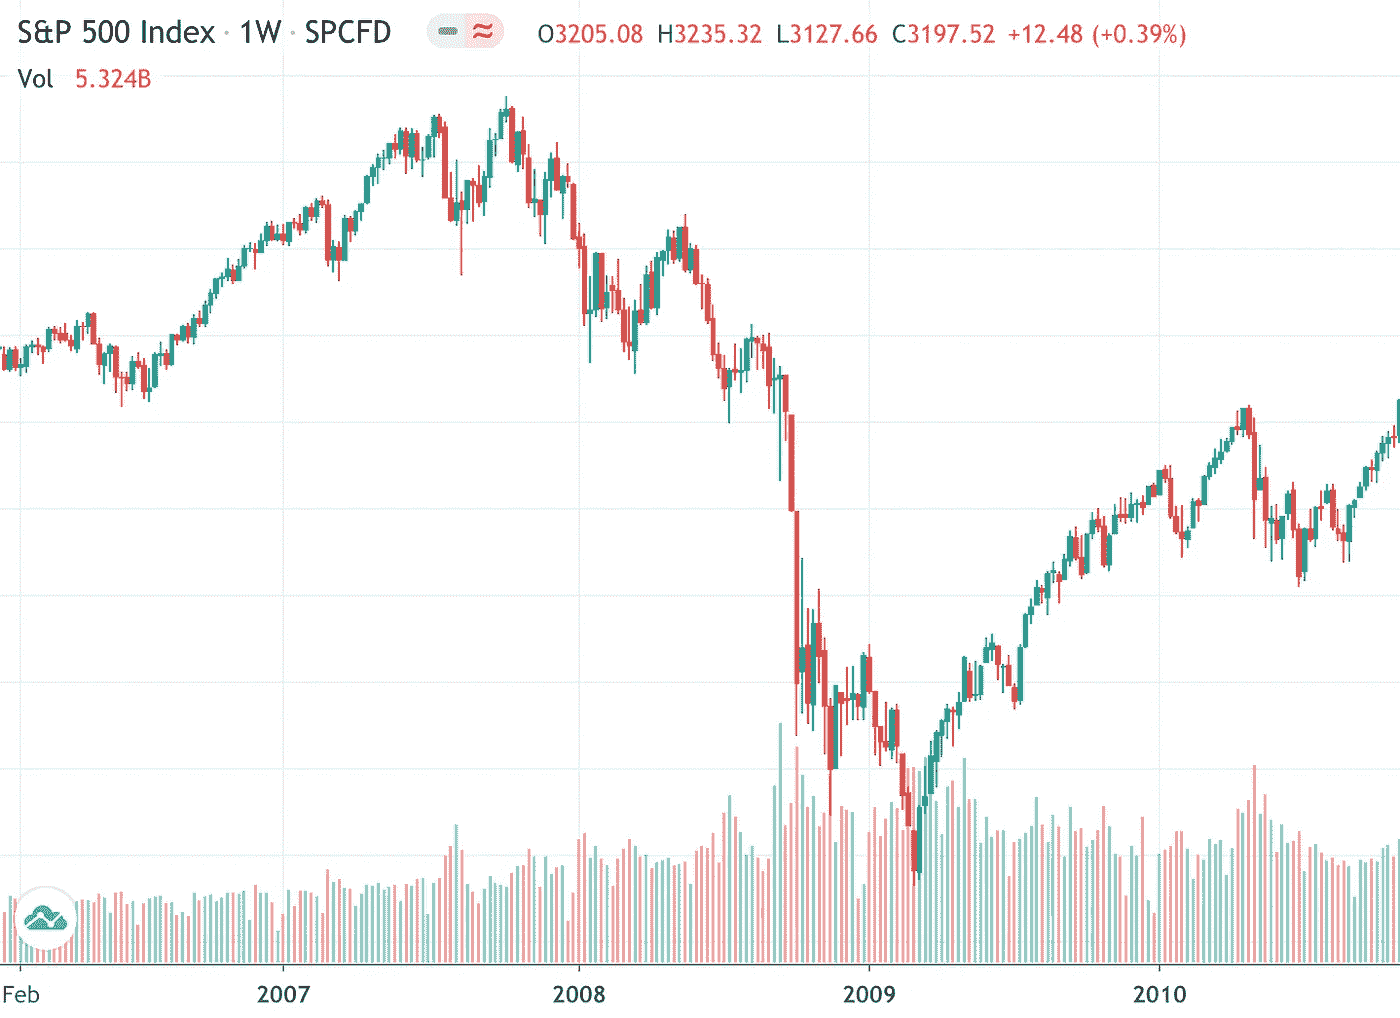 S&P 500 Index · 1W · SPCFD O3205.08 H3235.32 L3127.66 C3197.52 +12.48 (+0.39%)
Vol 5.324B
Feb 2007 2008 2009 2010